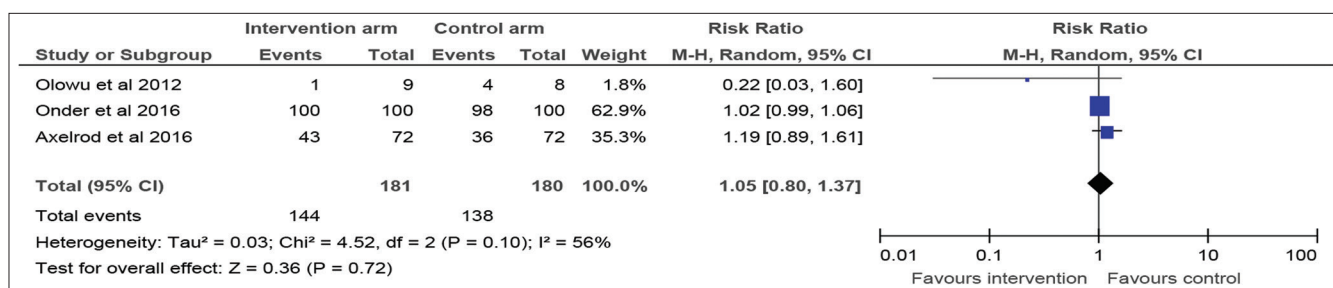 Intervention arm Control arm Risk Ratio Risk Ratio
Study or Subgroup Events Total Events Total Weight M-H, Random, 95% CI M-H, Random, 95% CI
Olowu et al 2012 1 9 4 8 1.8% 0.22 [0.03, 1.60]
Onder et al 2016 100 100 98 100 62.9% 1.02 [0.99, 1.06]
Axelrod et al 2016 43 72 36 72 35.3% 1.19 [0.89, 1.61]
Total (95% CI) 181 180 100.0% 1.05 [0.80, 1.37]
Total events 144 138
Heterogeneity: Tau² = 0.03; Chi² = 4.52, df = 2 (P = 0.10); I² = 56%
Test for overall effect: Z = 0.36 (P = 0.72)
0.01 0.1 1 10 100
Favours intervention Favours control